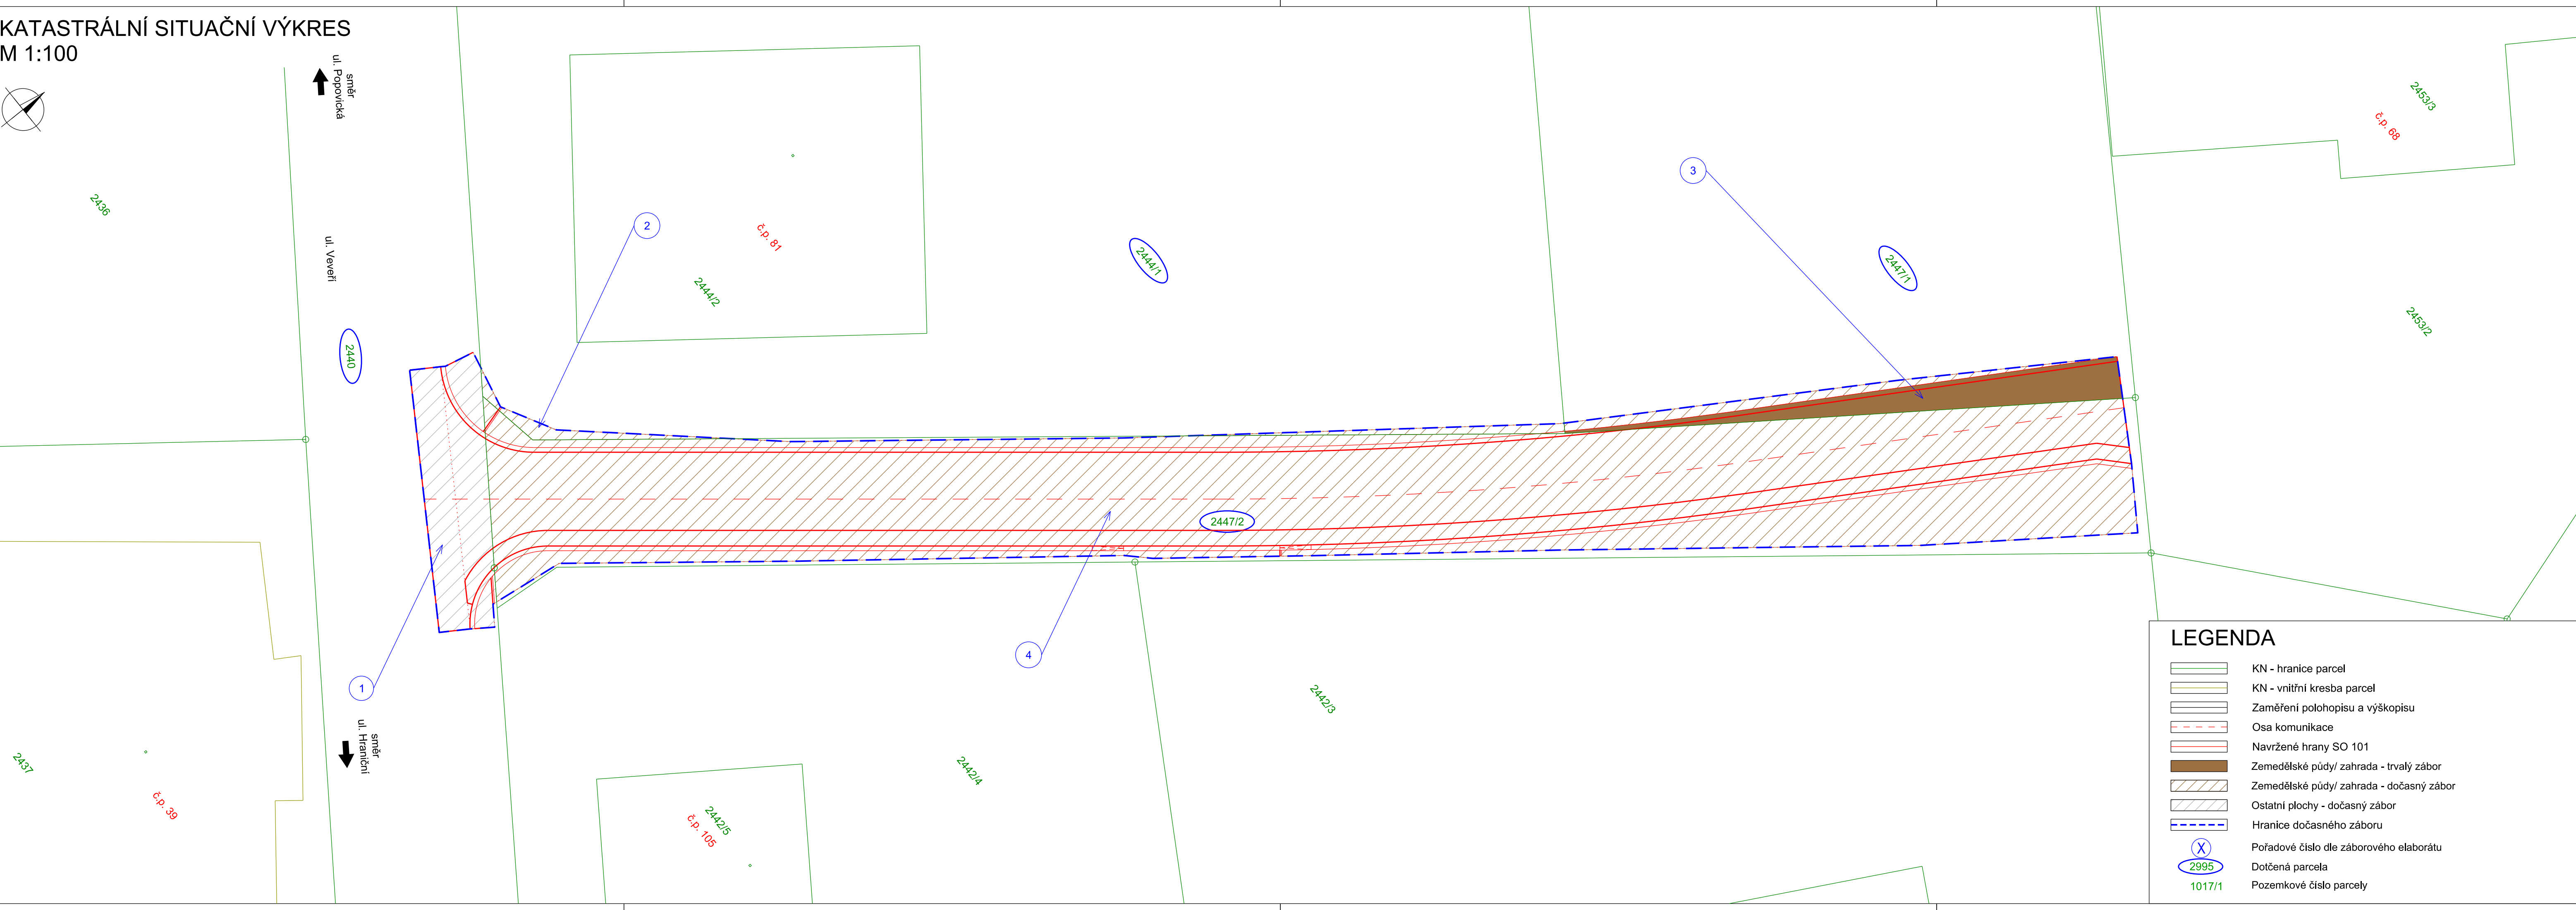 KATASTRÁLNÍ SITUAČNÍ VÝKRES
M 1:100
směr
ul. Popovická
ul. Veveří
2436
2440
2
č.p. 81
2444/2
2444/1
3
2447/1
2453/3
č.p. 68
2453/2
2447/2
1
4
směr
ul. Hraniční
2437
č.p. 39
2442/5
č.p. 105
2442/4
2442/3
LEGENDA
KN - hranice parcel
KN - vnitřní kresba parcel
Zaměření polohopisu a výškopisu
Osa komunikace
Navržené hrany SO 101
Zemedělské půdy/ zahrada - trvalý zábor
Zemedělské půdy/ zahrada - dočasný zábor
Ostatní plochy - dočasný zábor
Hranice dočasného záboru
X Pořadové číslo dle záborového elaborátu
2995 Dotčená parcela
1017/1 Pozemkové číslo parcely